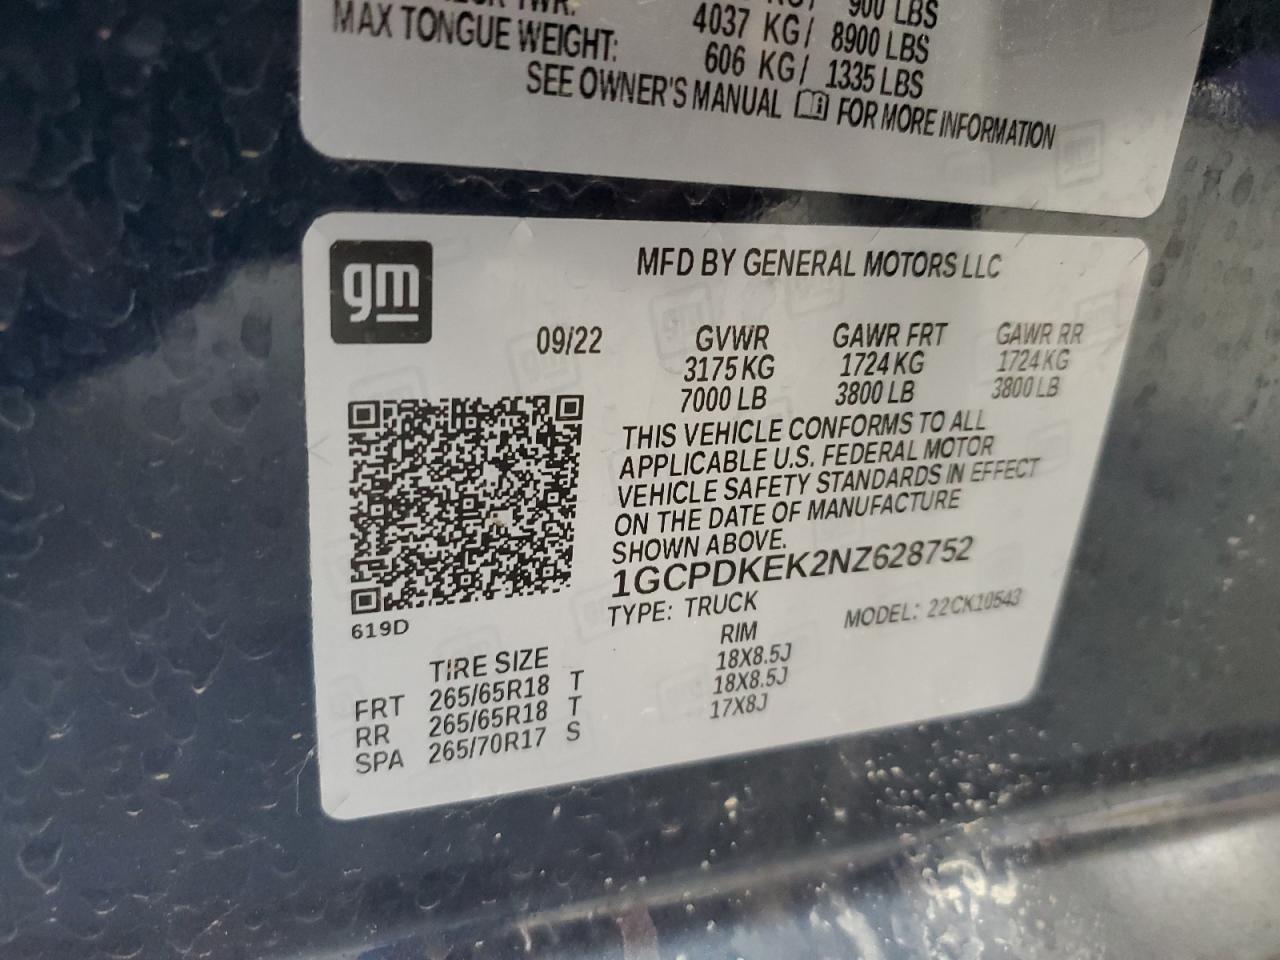 TWR:
900 LBS
4037 KG/ 8900 LBS
MAX TONGUE WEIGHT: 606 KG/ 1335 LBS
SEE OWNER'S MANUAL FOR MORE INFORMATION
gm
MFD BY GENERAL MOTORS LLC
09/22 GVWR GAWR FRT GAWR RR
3175 KG 1724 KG 1724 KG
7000 LB 3800 LB 3800 LB
THIS VEHICLE CONFORMS TO ALL
APPLICABLE U.S. FEDERAL MOTOR
VEHICLE SAFETY STANDARDS IN EFFECT
ON THE DATE OF MANUFACTURE
SHOWN ABOVE.
1GCPDKEK2NZ628752
TYPE: TRUCK MODEL: 22CK10543
619D
TIRE SIZE RIM
FRT 265/65R18 T 18X8.5J
RR 265/65R18 T 18X8.5J
SPA 265/70R17 S 17X8J